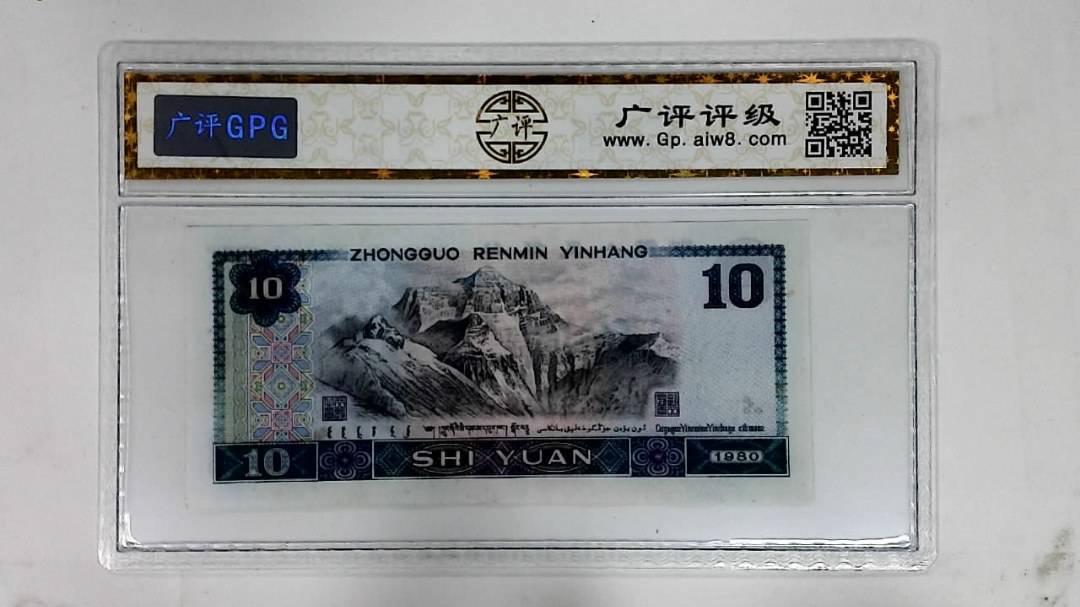 广评GPG
广评
广评评级
www. Gp. aiw8. com
ZHONGGUO RENMIN YINHANG
10
10
10
SHI YUAN
1980